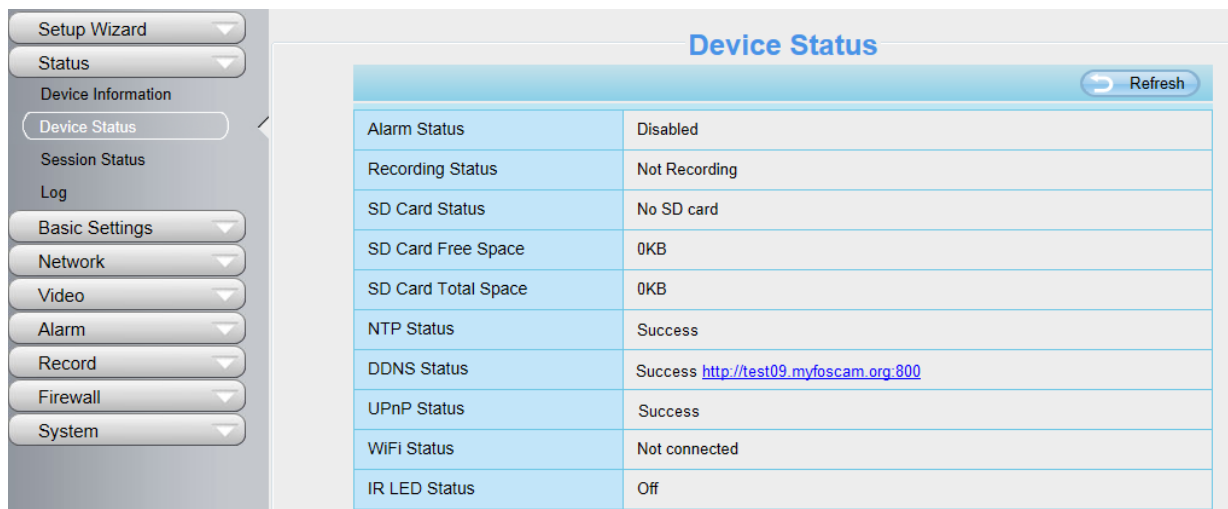 Setup Wizard
Status
Device Information
Device Status
Session Status
Log
Basic Settings
Network
Video
Alarm
Record
Firewall
System
Device Status
Refresh
Alarm Status Disabled
Recording Status Not Recording
SD Card Status No SD card
SD Card Free Space 0KB
SD Card Total Space 0KB
NTP Status Success
DDNS Status Success http://test09.myfoscam.org:800
UPnP Status Success
WiFi Status Not connected
IR LED Status Off